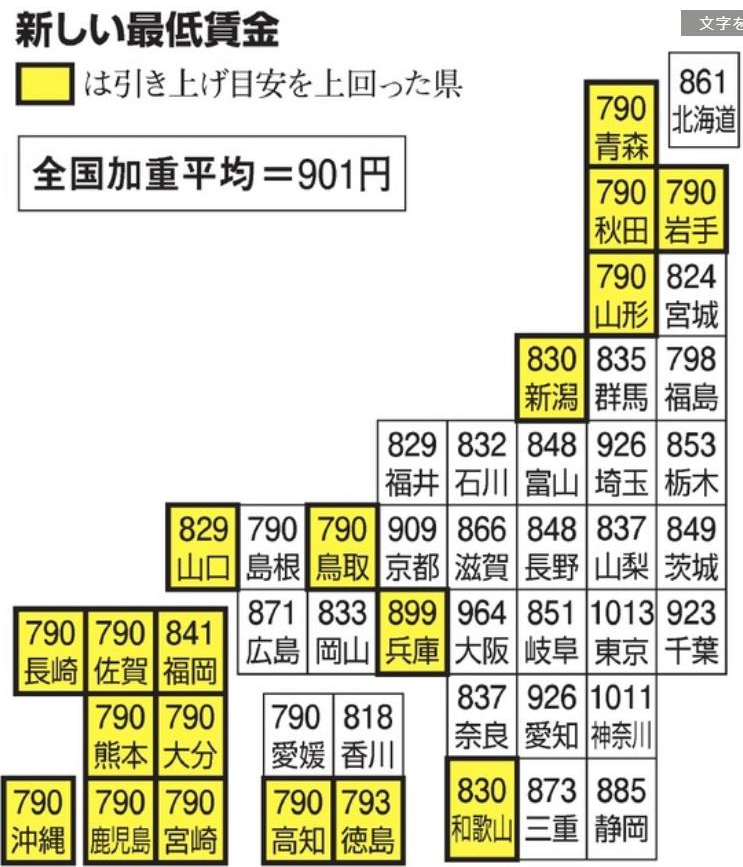 新しい最低賃金
文字を
は引き上げ目安を上回った県
全国加重平均＝901円
861
北海道
790
青森
790 790
秋田 岩手
790 824
山形 宮城
830 835 798
新潟 群馬 福島
829 832 848 926 853
福井 石川 富山 埼玉 栃木
829 790 790 909 866 848 837 849
山口 島根 鳥取 京都 滋賀 長野 山梨 茨城
871 833 899 964 851 1013 923
広島 岡山 兵庫 大阪 岐阜 東京 千葉
790 790 841
長崎 佐賀 福岡
837 926 1011
奈良 愛知 神奈川
790 790 790 818
熊本 大分 愛媛 香川
830 873 885
和歌山 三重 静岡
790 790 790 790 793
沖縄 鹿児島 宮崎 高知 徳島